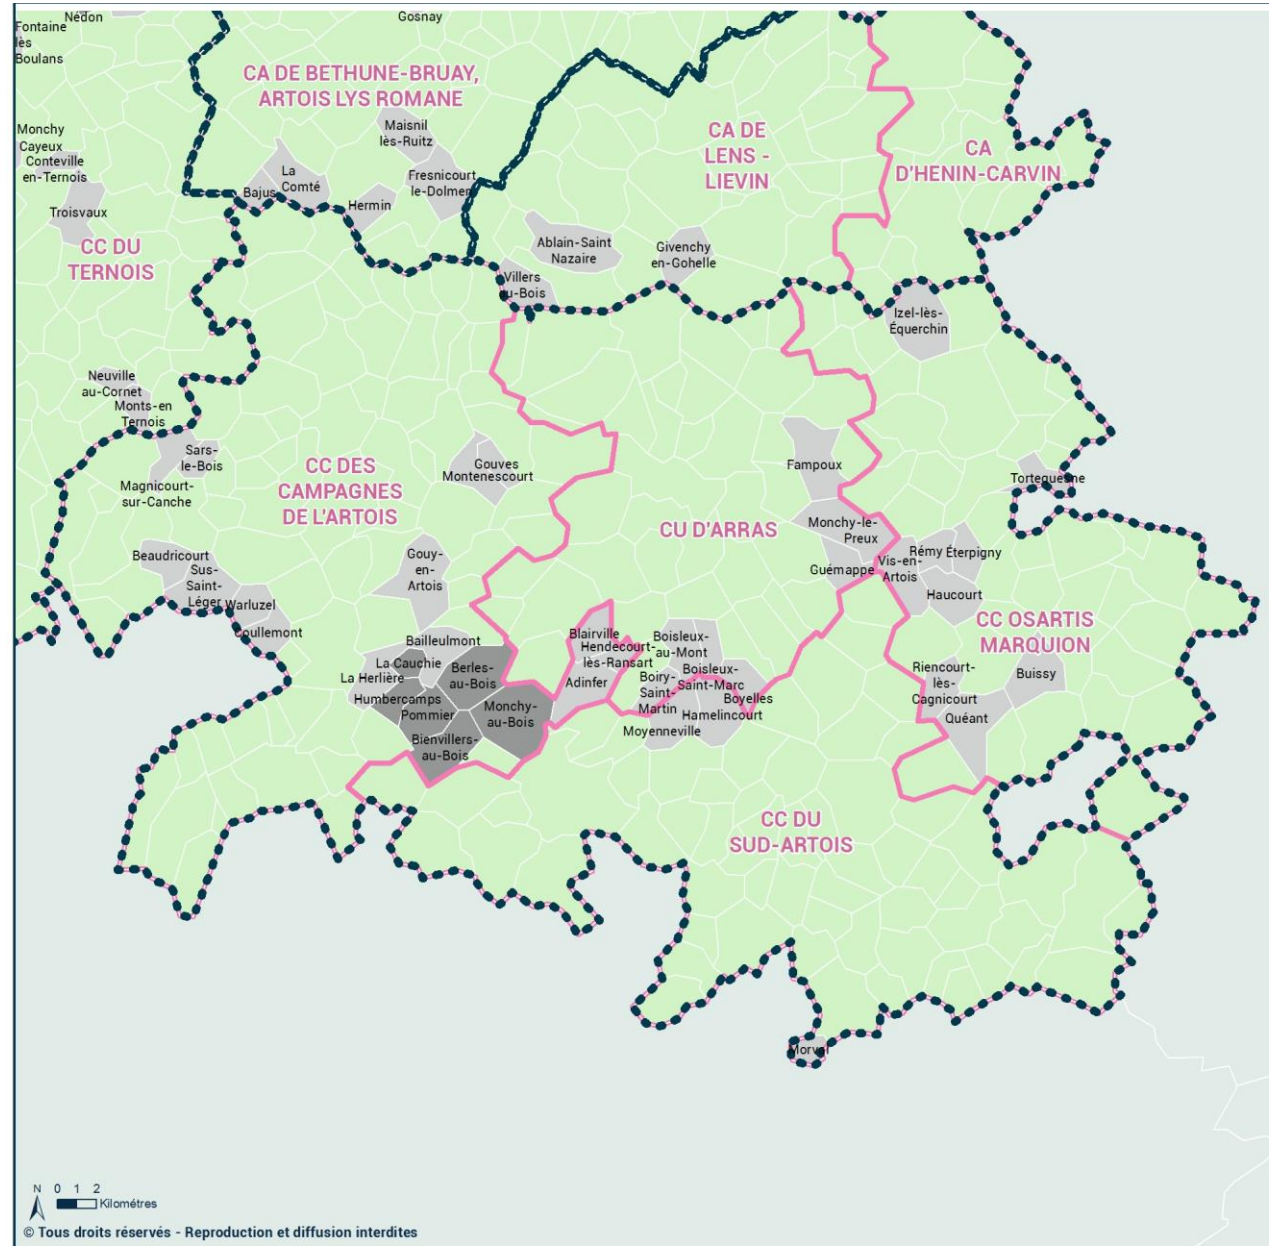 Nédon
Gosnay
Fontaine
lès
Boulans
CA DE BETHUNE-BRUAY,
ARTOIS LYS ROMANE
Maisnil
lès-Ruitz
CA DE
LENS -
LIEVIN
CA
D'HENIN-CARVIN
Monchy
Cayeux
Conteville
en-Ternois
La
Comté
Bajus
Fresnicourt
le-Dolmen
Hermin
Troisvaux
CC DU
TERNOIS
Ablain-Saint
Nazaire
Givenchy
en-Gohelle
Villers
au-Bois
Izel-lès-
Équerchin
Neuville
au-Cornet
Monts-en
Ternois
Sars-
le-Bois
Magnicourt-
sur-Canche
CC DES
CAMPAGNES
DE L'ARTOIS
Gouves
Montenescourt
Fampoux
Tortequesne
CU D'ARRAS
Monchy-le-
Preux
Guémappe
Vis-en-
Artois
Rémy
Éterpigny
Haucourt
Beaudricourt
Sus-
Saint-
Léger
Warluzel
Coullemont
Gouy-
en-
Artois
CC OSARTIS
MARQUION
Bailleulmont
La Cauchie
La Herlière
Berles-
au-Bois
Humbercamps
Pommier
Monchy-
au-Bois
Bienvillers-
au-Bois
Blairville
Hendecourt-
lès-Ransart
Adinfer
Boisleux-
au-Mont
Boisleux-
Saint-Marc
Boiry-
Saint-
Martin
Boyelles
Hamelincourt
Moyenneville
Riencourt-
lès-
Cagnicourt
Buissy
Quéant
CC DU
SUD-ARTOIS
Morval
N 0 1 2
Kilométres
© Tous droits réservés - Reproduction et diffusion interdites